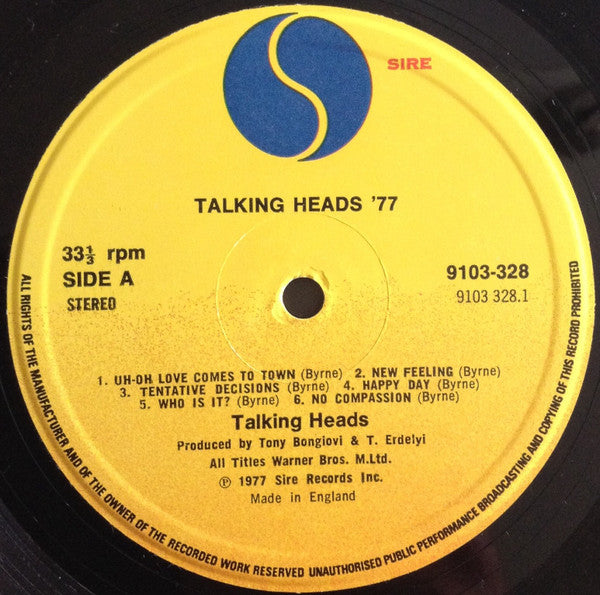 SIRE
TALKING HEADS '77
33⅓ rpm
SIDE A
STEREO
9103-328
9103 328.1
1. UH-OH LOVE COMES TO TOWN (Byrne) 2. NEW FEELING (Byrne)
3. TENTATIVE DECISIONS (Byrne) 4. HAPPY DAY (Byrne)
5. WHO IS IT? (Byrne) 6. NO COMPASSION (Byrne)
Talking Heads
Produced by Tony Bongiovi & T. Erdelyi
All Titles Warner Bros. M.Ltd.
℗ 1977 Sire Records Inc.
Made in England
ALL RIGHTS OF THE MANUFACTURER AND OF THE OWNER OF THE RECORDED WORK RESERVED UNAUTHORISED PUBLIC PERFORMANCE BROADCASTING AND COPYING OF THIS RECORD PROHIBITED